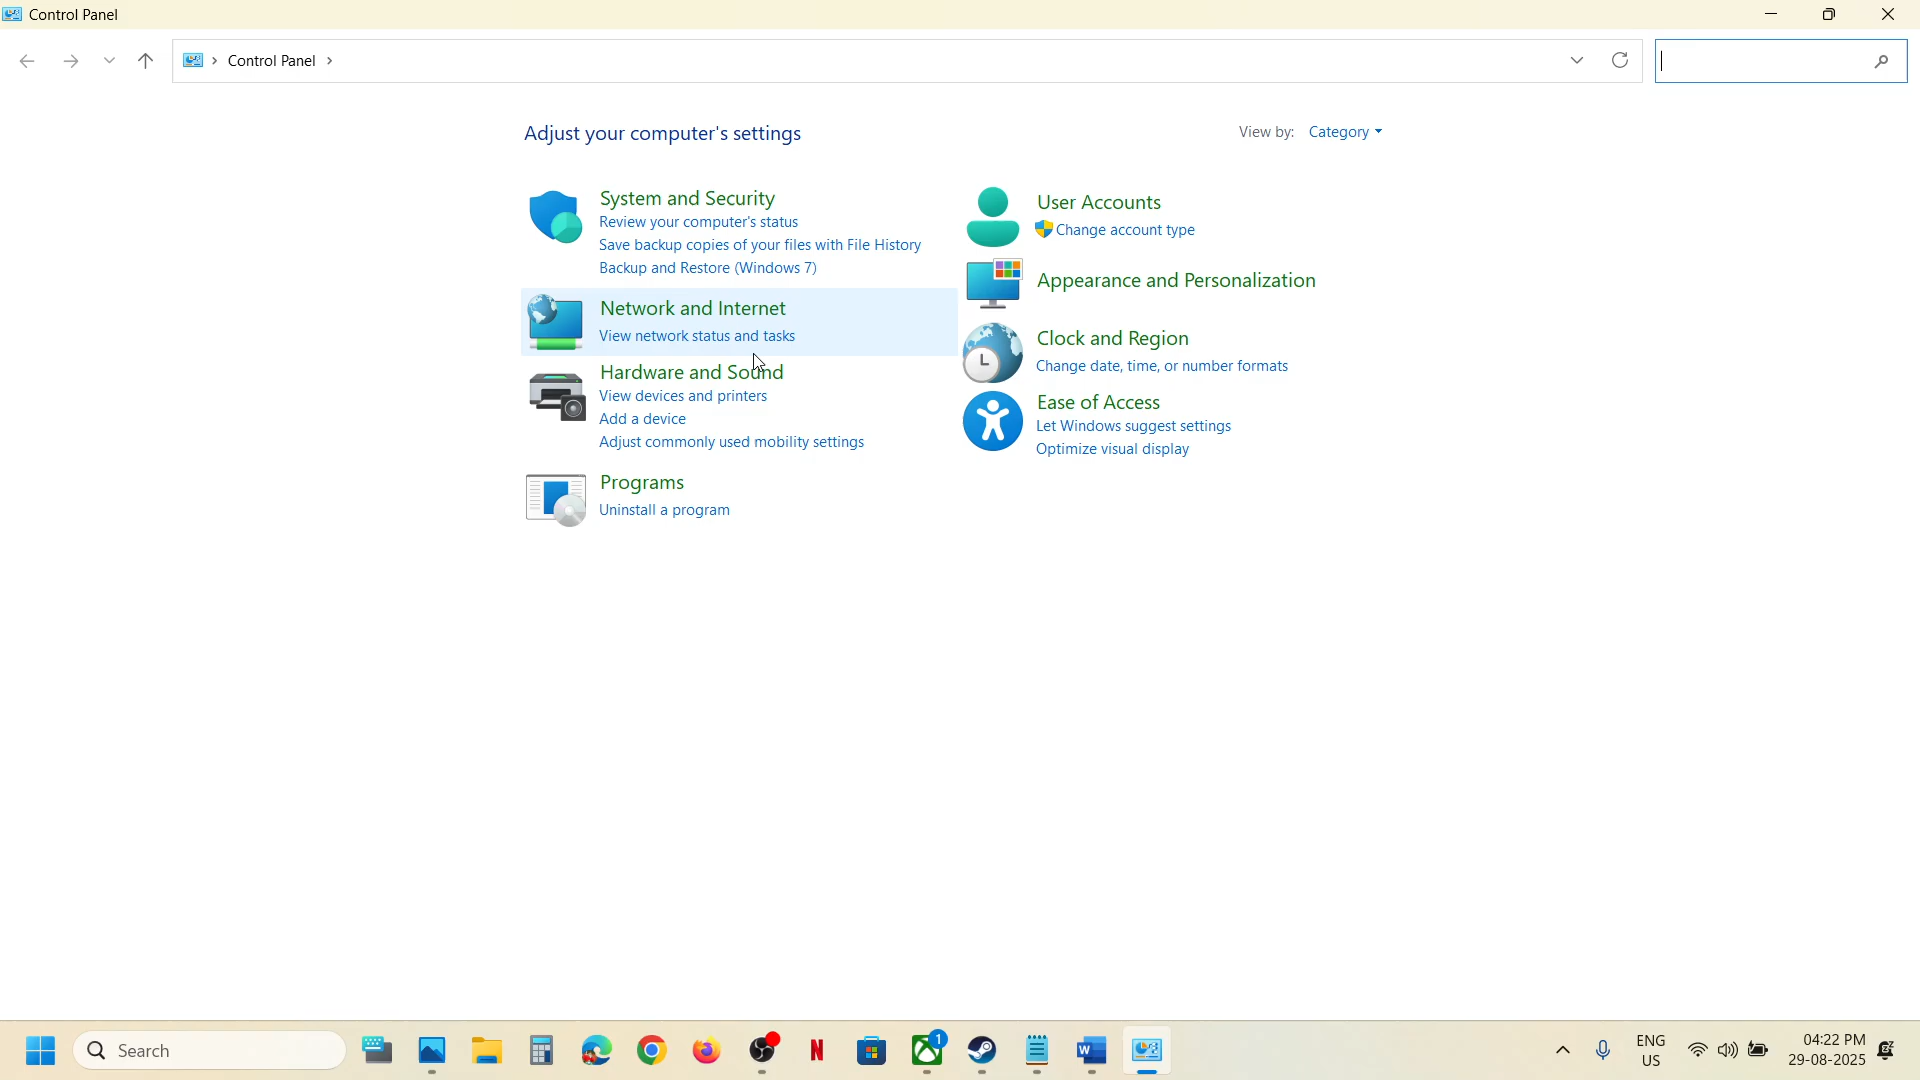 Control Panel
Control Panel
Adjust your computer's settings
View by: Category
System and Security
Review your computer's status
Save backup copies of your files with File History
Backup and Restore (Windows 7)
Network and Internet
View network status and tasks
Hardware and Sound
View devices and printers
Add a device
Adjust commonly used mobility settings
Programs
Uninstall a program
User Accounts
Change account type
Appearance and Personalization
Clock and Region
Change date, time, or number formats
Ease of Access
Let Windows suggest settings
Optimize visual display
Search
N
1
W
ENG
US
04:22 PM
29-08-2025